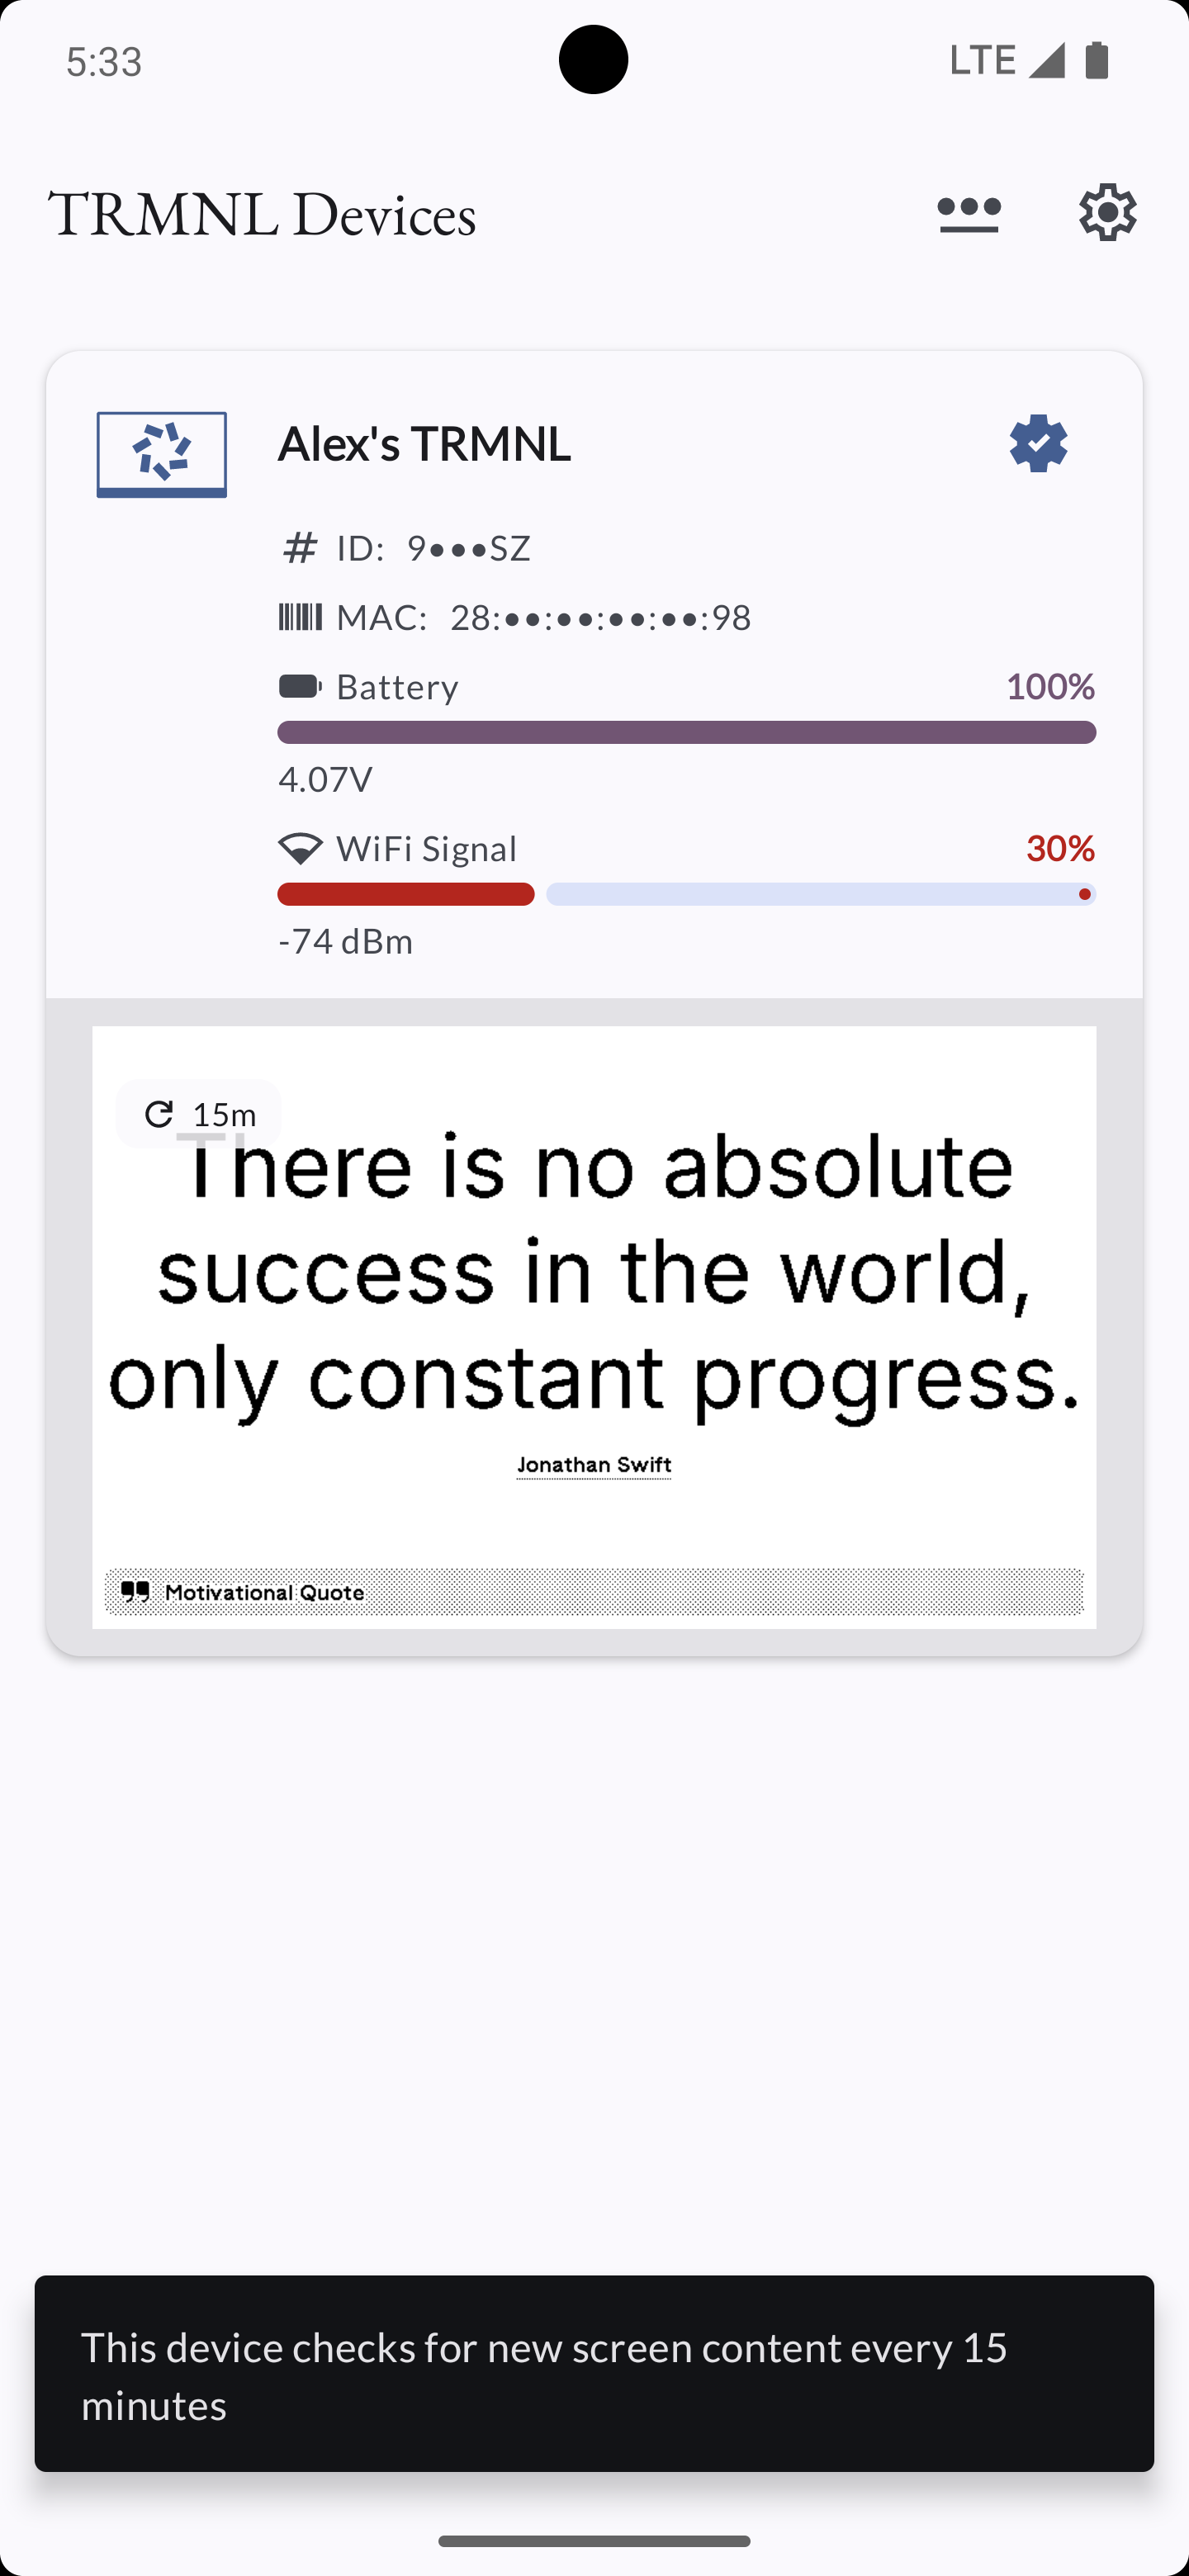 5:33 LTE
TRMNL Devices
Alex's TRMNL
# ID: 9•••SZ
MAC: 28:••:••:••:••:98
Battery 100%
4.07V
WiFi Signal 30%
-74 dBm
15m
There is no absolute
success in the world,
only constant progress.
Jonathan Swift
Motivational Quote
This device checks for new screen content every 15
minutes